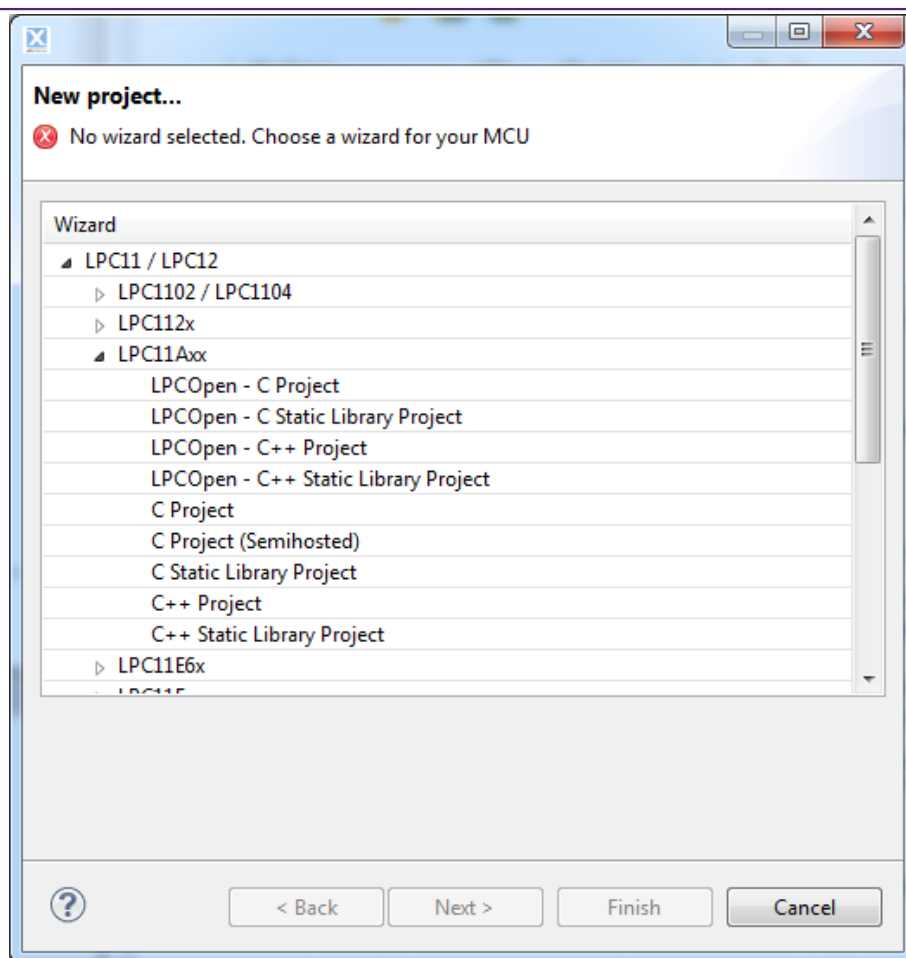 New project...
No wizard selected. Choose a wizard for your MCU
Wizard
LPC11 / LPC12
LPC1102 / LPC1104
LPC112x
LPC11Axx
LPCOpen - C Project
LPCOpen - C Static Library Project
LPCOpen - C++ Project
LPCOpen - C++ Static Library Project
C Project
C Project (Semihosted)
C Static Library Project
C++ Project
C++ Static Library Project
LPC11E6x
< Back Next > Finish Cancel